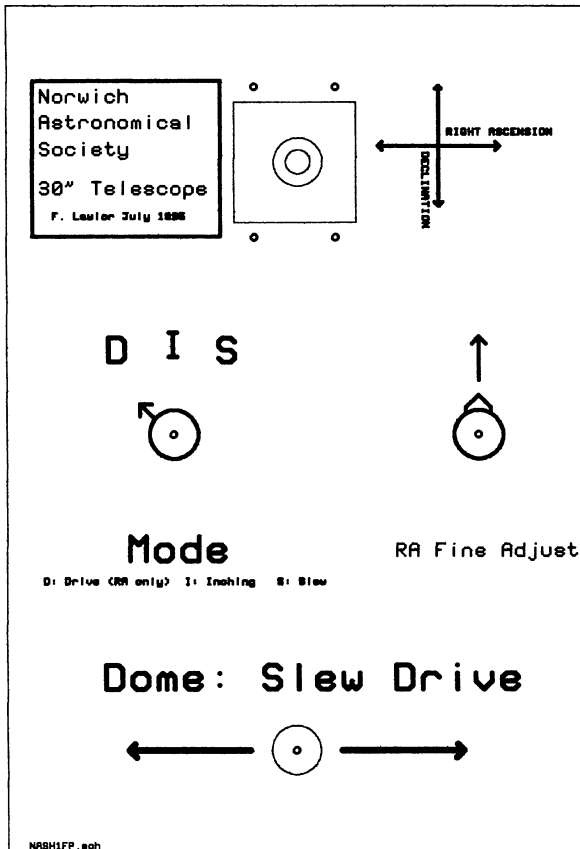 Norwich
Astronomical
Society
30" Telescope
F. Lawlor July 1996
RIGHT ASCENSION
DECLINATION
D I S
Mode
D: Drive (RA only) I: Inching S: Slew
RA Fine Adjust
Dome: Slew Drive
NASH1FP.sch